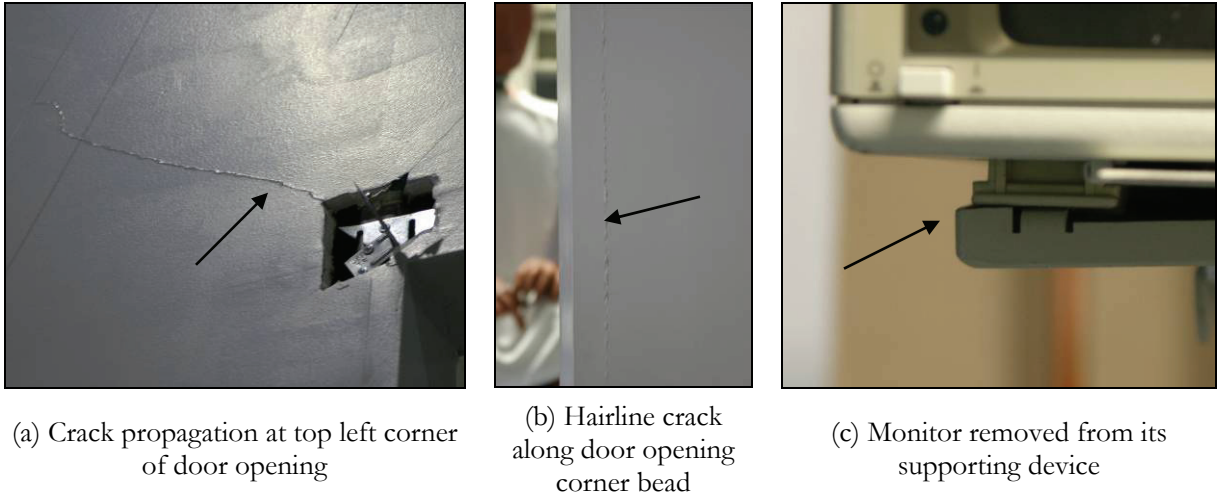 (a) Crack propagation at top left corner
of door opening
(b) Hairline crack
along door opening
corner bead
(c) Monitor removed from its
supporting device